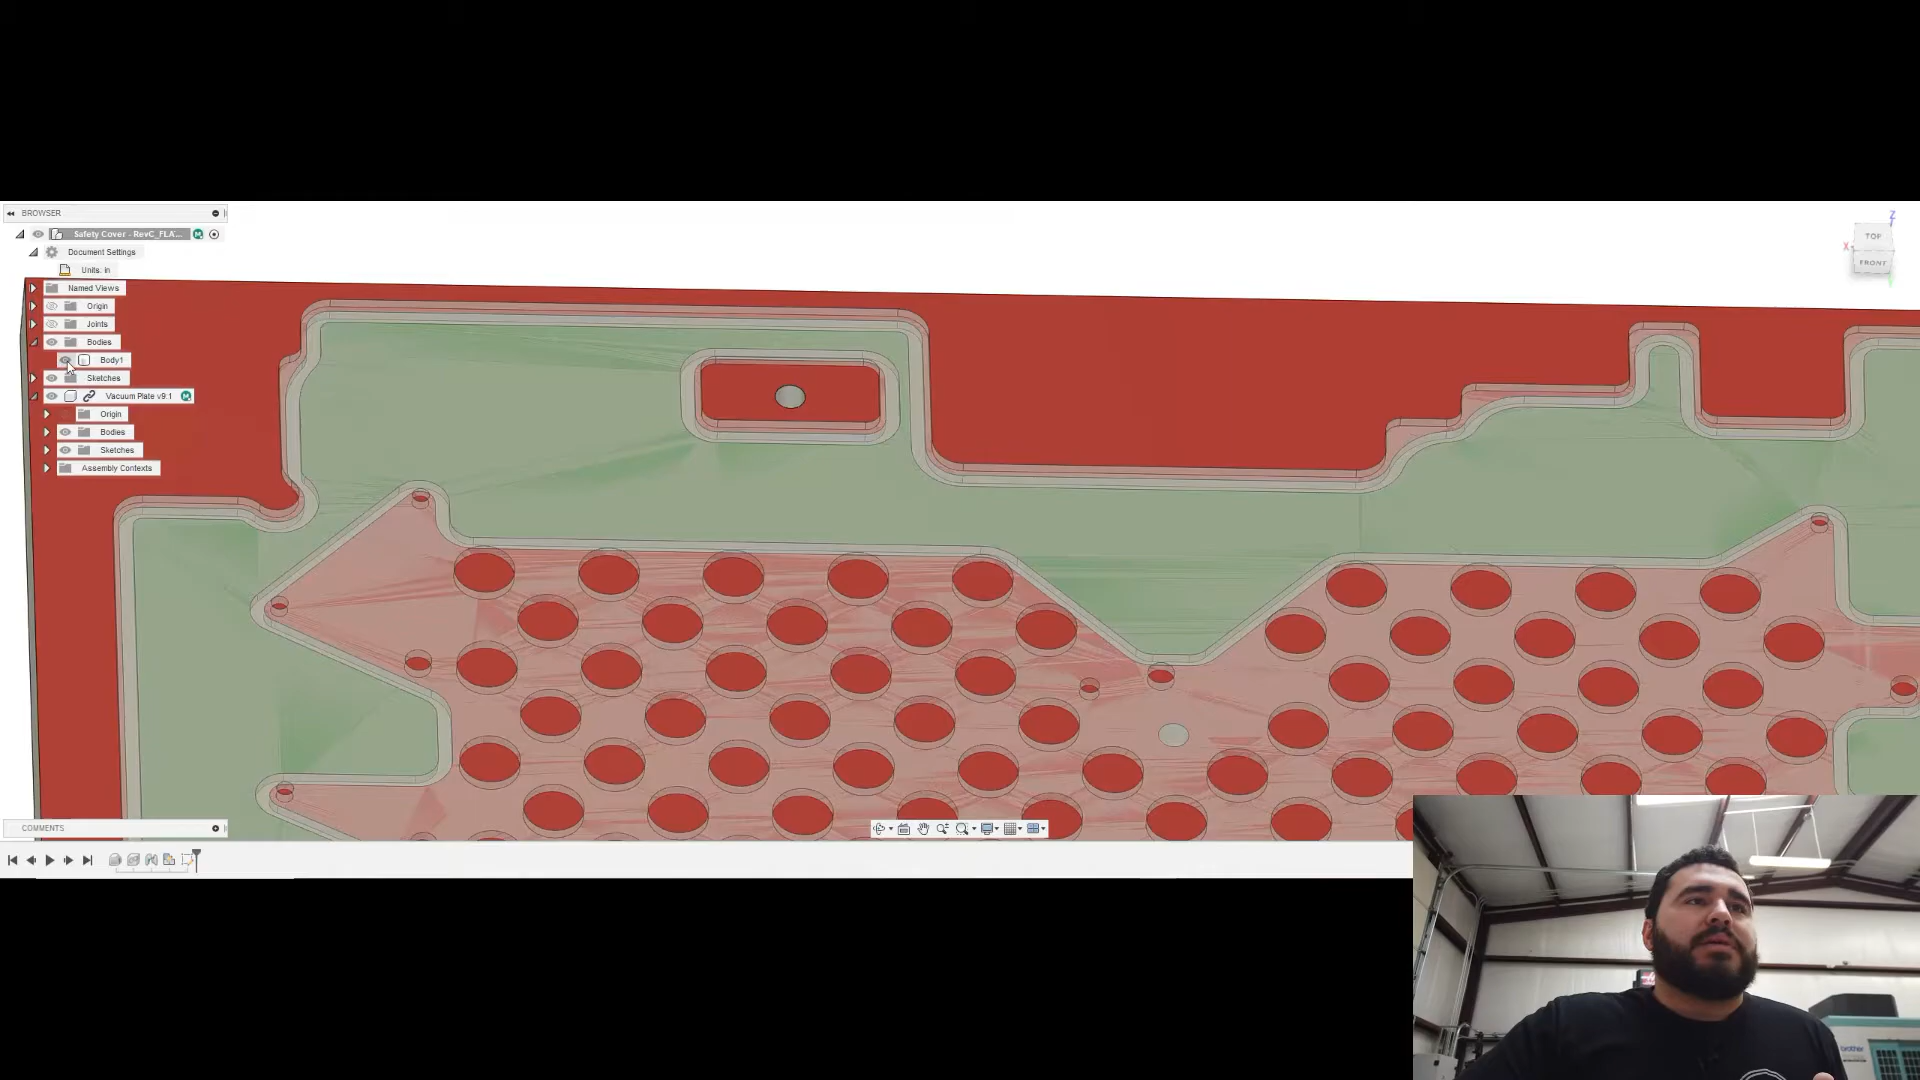 BROWSER
Safety Cover - RevC_FLA...
Document Settings
Units. in
Named Views
Origin
Joints
Bodies
Body1
Sketches
Vacuum Plate v9:1
Origin
Bodies
Sketches
Assembly Contexts
Z
X
TOP
FRONT
COMMENTS
brother